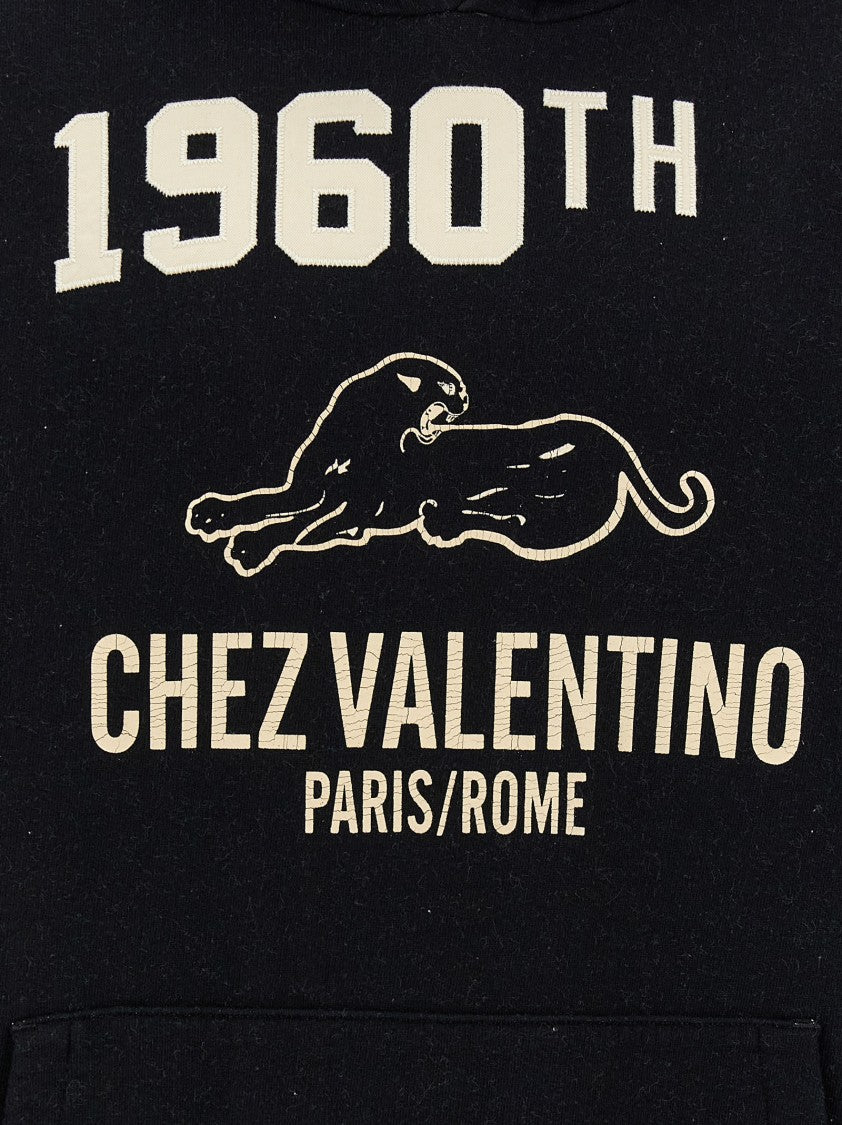 1960TH
CHEZ VALENTINO
PARIS/ROME